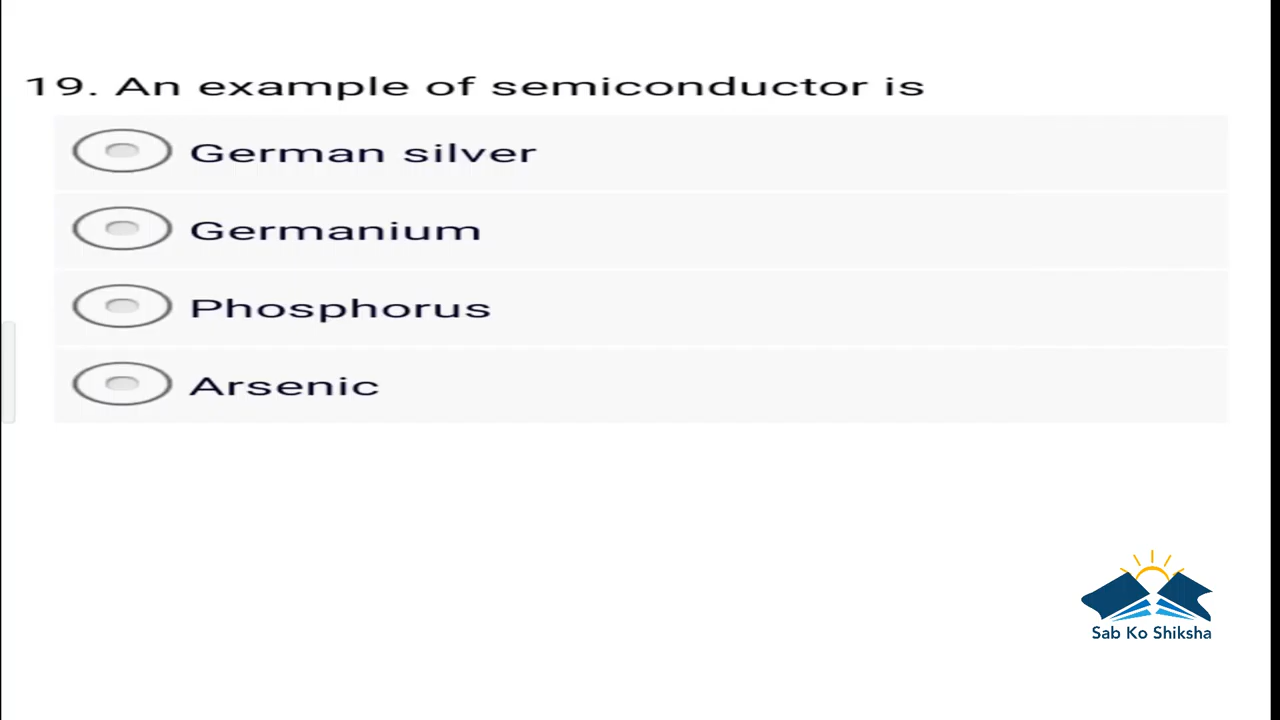 19. An example of semiconductor is
German silver
Germanium
Phosphorus
Arsenic
Sab Ko Shiksha